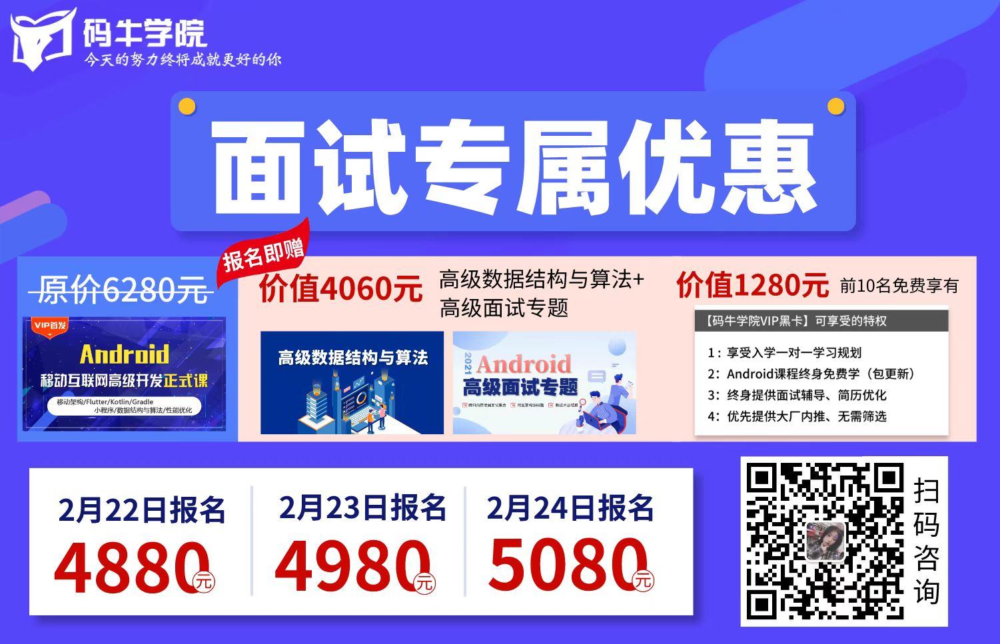 码牛学院
今天的努力终将成就更好的你
面试专属优惠
报名即赠
原价6280元
VIP首发
Android
移动互联网高级开发正式课
移动架构/Flutter/Kotlin/Gradle
小程序/数据结构与算法/性能优化
价值4060元
高级数据结构与算法+
高级面试专题
高级数据结构与算法
2021
Android
高级面试专题
价值1280元 前10名免费享有
【码牛学院VIP黑卡】可享受的特权
1：享受入学一对一学习规划
2：Android课程终身免费学（包更新）
3：终身提供面试辅导、简历优化
4：优先提供大厂内推、无需筛选
2月22日报名
4880元
2月23日报名
4980元
2月24日报名
5080元
扫码咨询